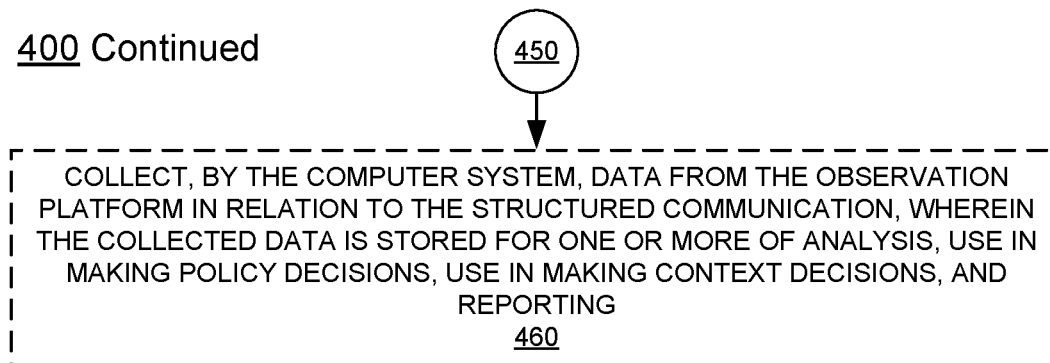 400 Continued
450
COLLECT, BY THE COMPUTER SYSTEM, DATA FROM THE OBSERVATION
PLATFORM IN RELATION TO THE STRUCTURED COMMUNICATION, WHEREIN
THE COLLECTED DATA IS STORED FOR ONE OR MORE OF ANALYSIS, USE IN
MAKING POLICY DECISIONS, USE IN MAKING CONTEXT DECISIONS, AND
REPORTING
460